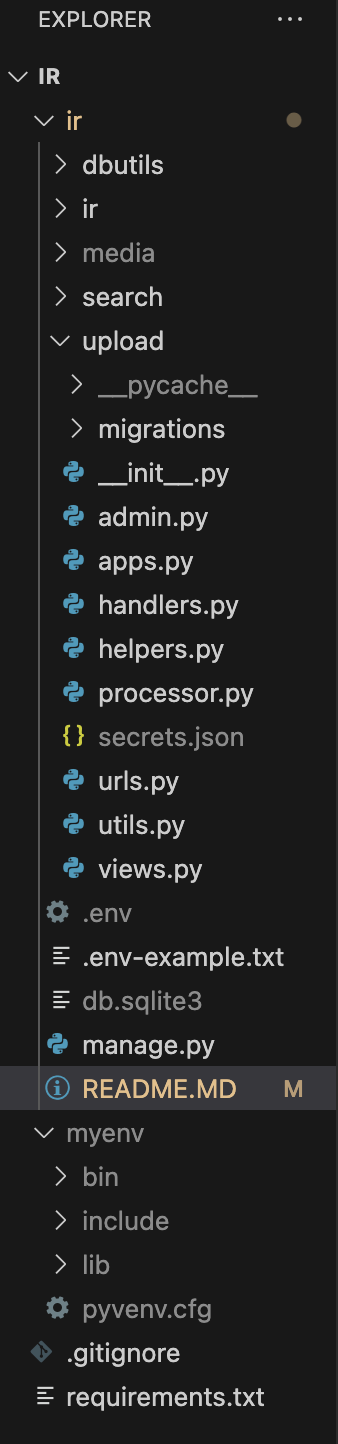 EXPLORER ...
IR
ir
dbutils
ir
media
search
upload
__pycache__
migrations
__init__.py
admin.py
apps.py
handlers.py
helpers.py
processor.py
{} secrets.json
urls.py
utils.py
views.py
.env
.env-example.txt
db.sqlite3
manage.py
README.MD M
myenv
bin
include
lib
pyvenv.cfg
.gitignore
requirements.txt